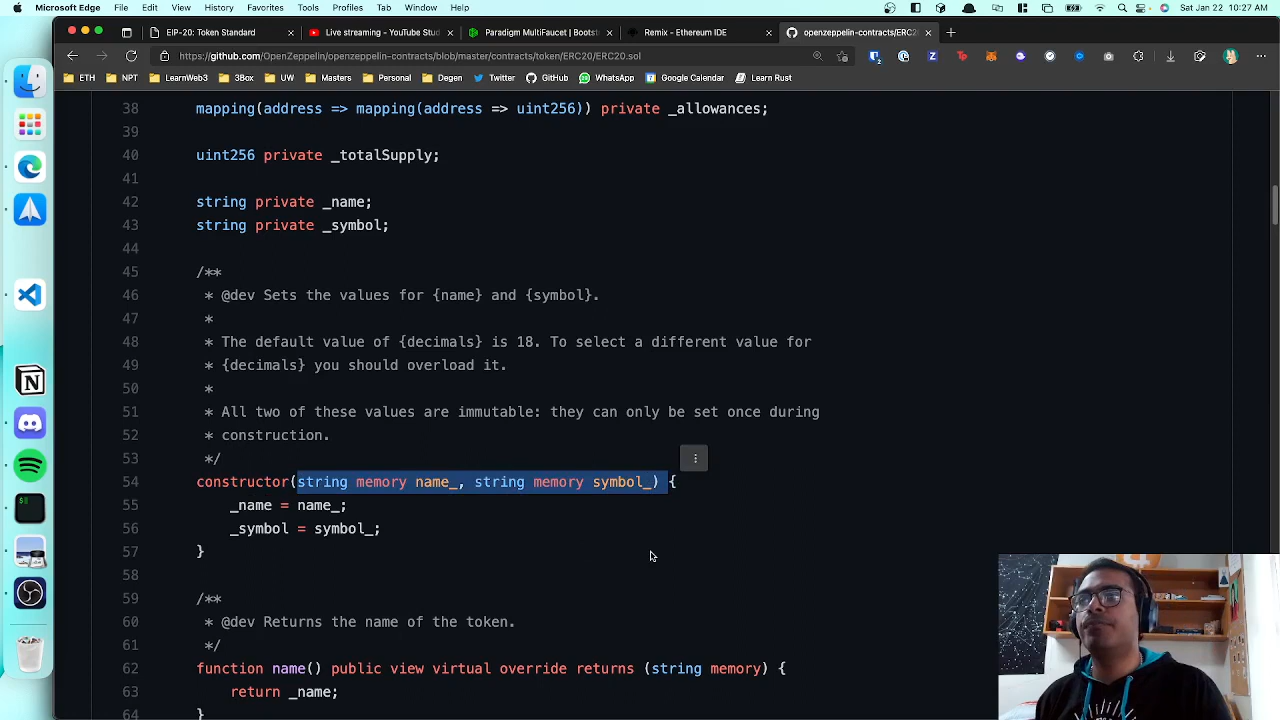 Microsoft Edge File Edit View History Favorites Tools Profiles Tab Window Help Sat Jan 22 10:27 AM
EIP-20: Token Standard Live streaming - YouTube Stud Paradigm MultiFaucet | Bootst Remix - Ethereum IDE openzeppelin-contracts/ERC20
https://github.com/OpenZeppelin/openzeppelin-contracts/blob/master/contracts/token/ERC20/ERC20.sol
ETH NPT LearnWeb3 3Box UW Masters Personal Degen Twitter GitHub WhatsApp Google Calendar Learn Rust
38 mapping(address => mapping(address => uint256)) private _allowances;
39
40 uint256 private _totalSupply;
41
42 string private _name;
43 string private _symbol;
44
45 /**
46 * @dev Sets the values for {name} and {symbol}.
47 *
48 * The default value of {decimals} is 18. To select a different value for
49 * {decimals} you should overload it.
50 *
51 * All two of these values are immutable: they can only be set once during
52 * construction.
53 */
54 constructor(string memory name_, string memory symbol_) {
55 _name = name_;
56 _symbol = symbol_;
57 }
58
59 /**
60 * @dev Returns the name of the token.
61 */
62 function name() public view virtual override returns (string memory) {
63 return _name;
64 }